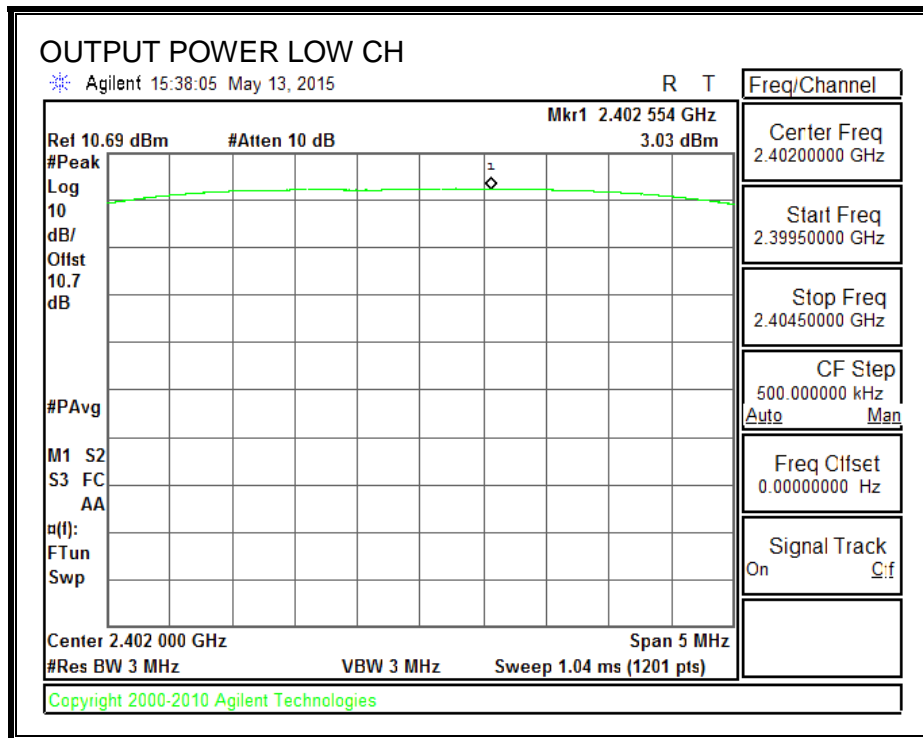 OUTPUT POWER LOW CH
Agilent 15:38:05 May 13, 2015
R T
Mkr1 2.402 554 GHz
Ref 10.69 dBm #Atten 10 dB 3.03 dBm
#Peak
Log
10
dB/
Offst
10.7
dB
1
#PAvg
M1 S2
S3 FC
AA
¤(f):
FTun
Swp
Center 2.402 000 GHz Span 5 MHz
#Res BW 3 MHz VBW 3 MHz Sweep 1.04 ms (1201 pts)
Copyright 2000-2010 Agilent Technologies
Freq/Channel
Center Freq
2.40200000 GHz
Start Freq
2.39950000 GHz
Stop Freq
2.40450000 GHz
CF Step
500.000000 kHz
Auto Man
Freq Offset
0.00000000 Hz
Signal Track
On Off